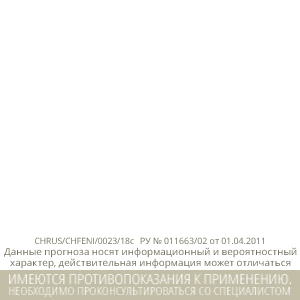 CHRUS/CHFENI/0023/18c РУ № 011663/02 от 01.04.2011
Данные прогноза носят информационный и вероятностный
характер, действительная информация может отличаться
ИМЕЮТСЯ ПРОТИВОПОКАЗАНИЯ К ПРИМЕНЕНИЮ,
НЕОБХОДИМО ПРОКОНСУЛЬТИРОВАТЬСЯ СО СПЕЦИАЛИСТОМ